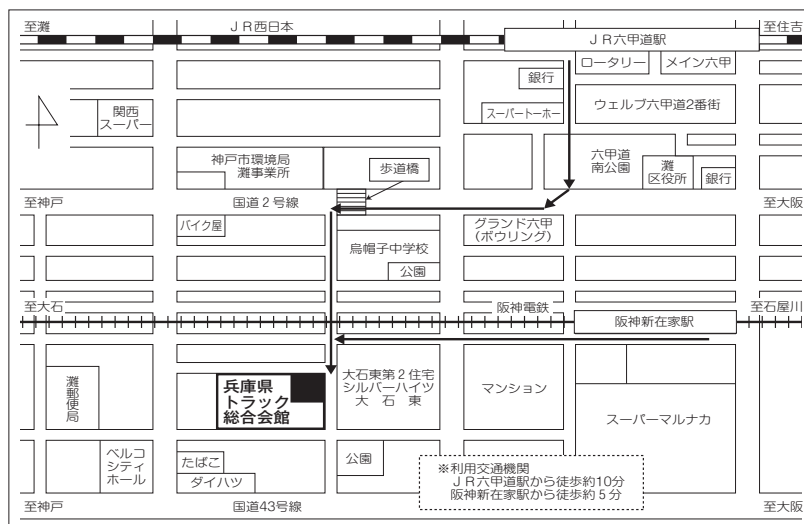 至灘
JR西日本
至住吉
JR六甲道駅
ロータリー
メイン六甲
銀行
関西
スーパー
スーパートーホー
ウェルブ六甲道2番街
神戸市環境局
灘事業所
歩道橋
六甲道
南公園
灘
区役所
銀行
至神戸
国道2号線
至大阪
バイク屋
グランド六甲
(ボウリング)
烏帽子中学校
公園
至大石
阪神電鉄
至石屋川
阪神新在家駅
灘郵便局
兵庫県
トラック
総合会館
大石東第2住宅
シルバーハイツ
大石東
マンション
スーパーマルナカ
ベルコ
シティ
ホール
たばこ
ダイハツ
公園
※利用交通機関
JR六甲道駅から徒歩約10分
阪神新在家駅から徒歩約5分
至神戸
国道43号線
至大阪